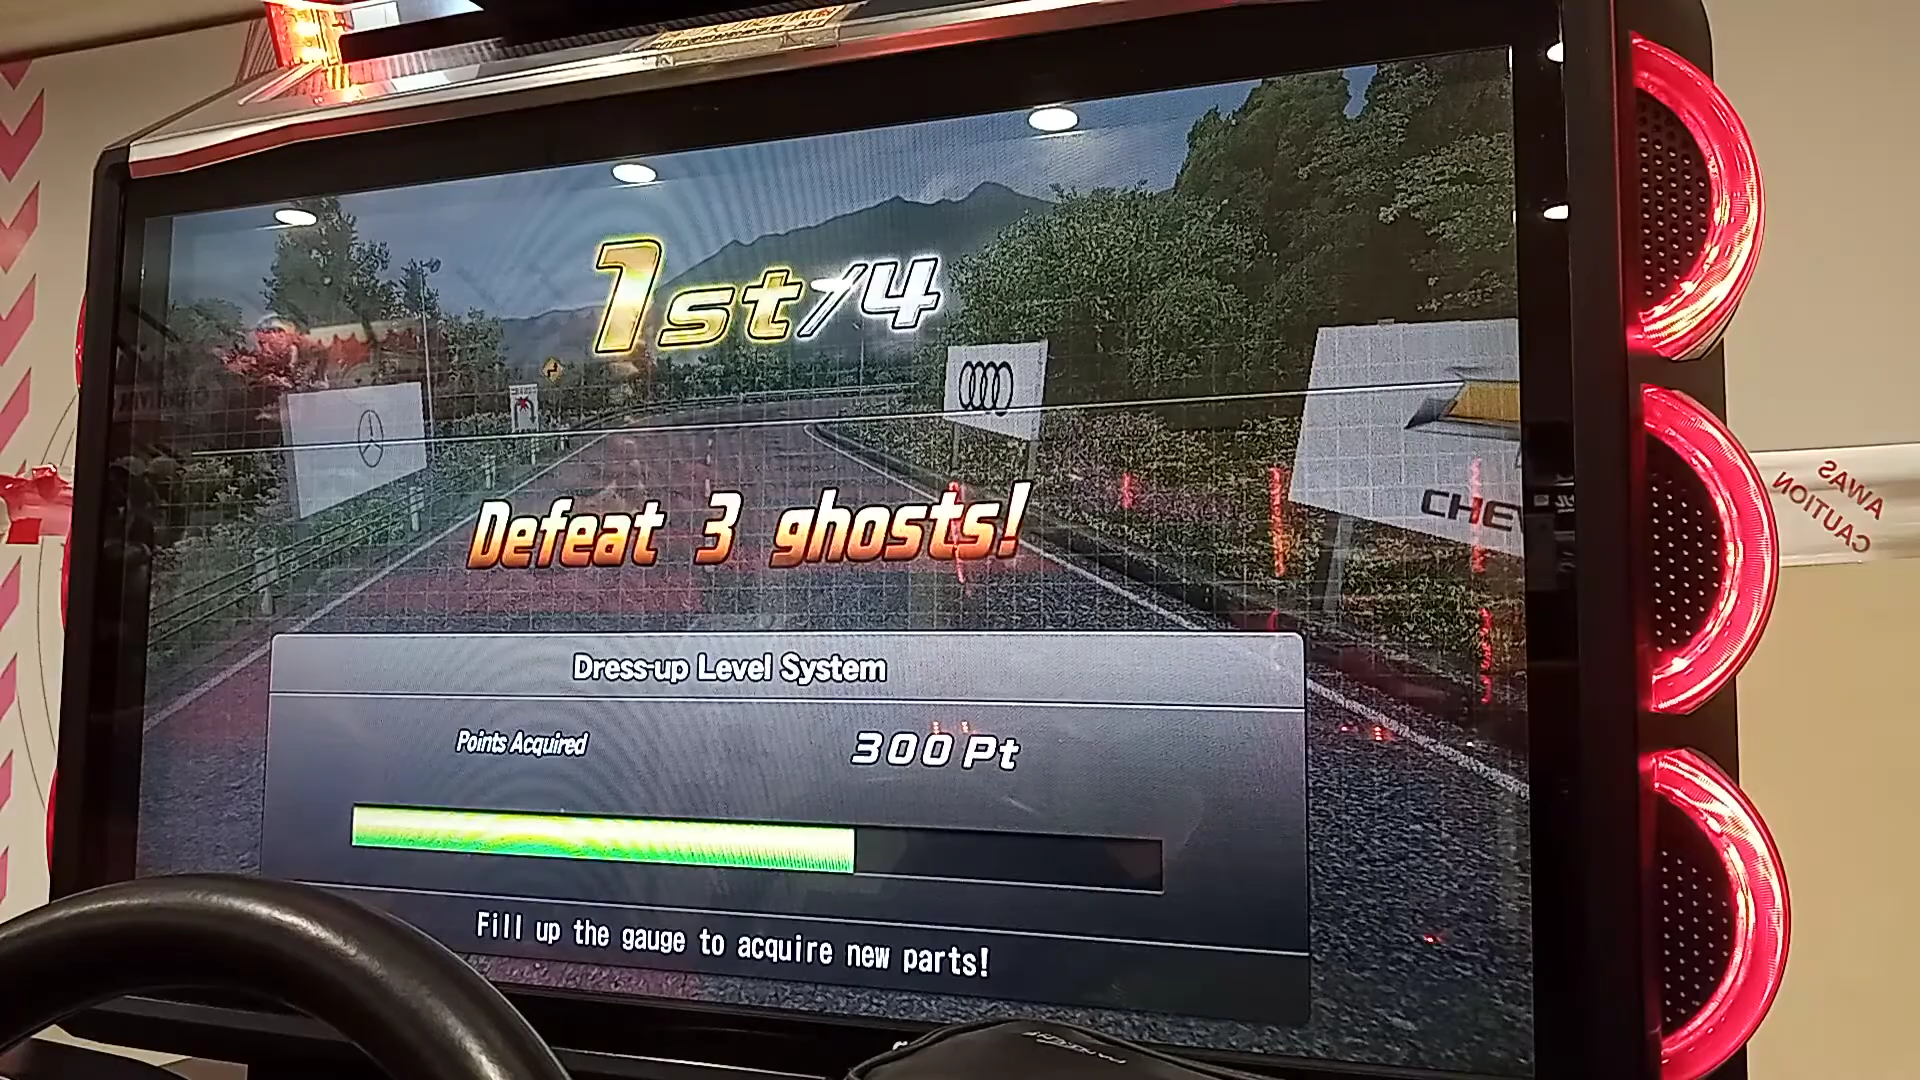 1st/4
Defeat 3 ghosts!
CHEV
Dress-up Level System
Points Acquired
300 Pt
Fill up the gauge to acquire new parts!
AWAS
CAUTION